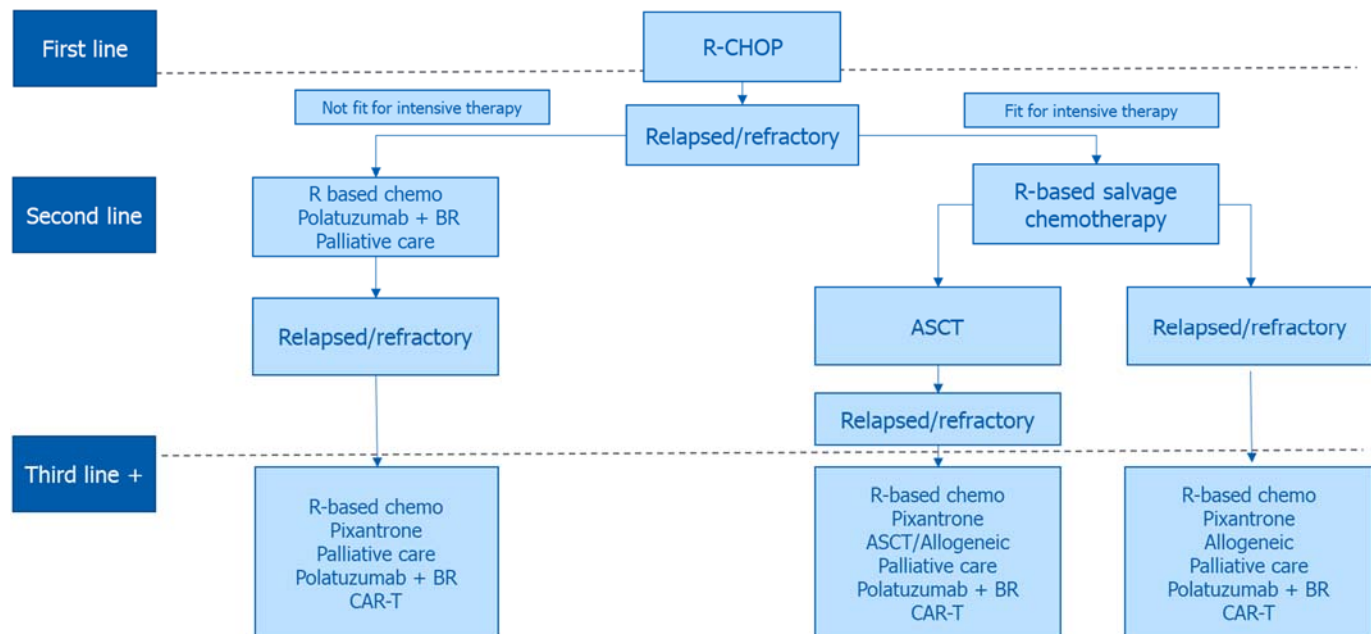 First line
R-CHOP
Not fit for intensive therapy
Relapsed/refractory
Fit for intensive therapy
Second line
R based chemo
Polatuzumab + BR
Palliative care
R-based salvage
chemotherapy
Relapsed/refractory
ASCT
Relapsed/refractory
Relapsed/refractory
Third line +
R-based chemo
Pixantrone
Palliative care
Polatuzumab + BR
CAR-T
R-based chemo
Pixantrone
ASCT/Allogeneic
Palliative care
Polatuzumab + BR
CAR-T
R-based chemo
Pixantrone
Allogeneic
Palliative care
Polatuzumab + BR
CAR-T